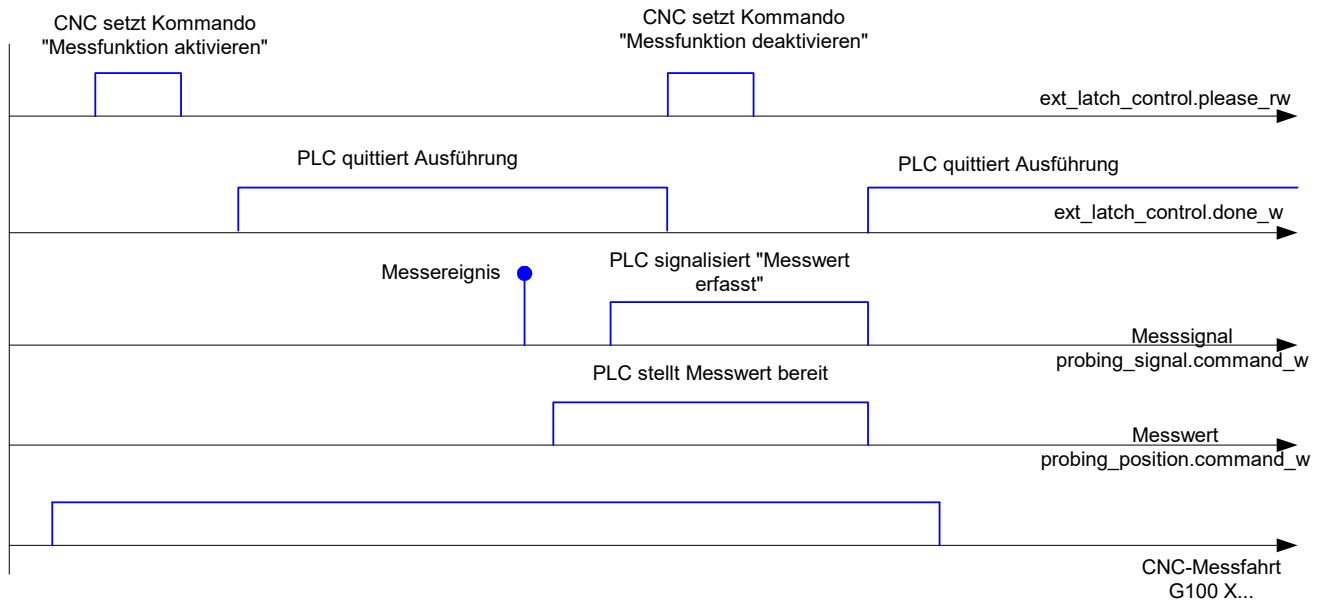 CNC setzt Kommando
"Messfunktion aktivieren"
CNC setzt Kommando
"Messfunktion deaktivieren"
ext_latch_control.please_rw
PLC quittiert Ausführung
PLC quittiert Ausführung
ext_latch_control.done_w
Messereignis
PLC signalisiert "Messwert
erfasst"
Messsignal
probing_signal.command_w
PLC stellt Messwert bereit
Messwert
probing_position.command_w
CNC-Messfahrt
G100 X...